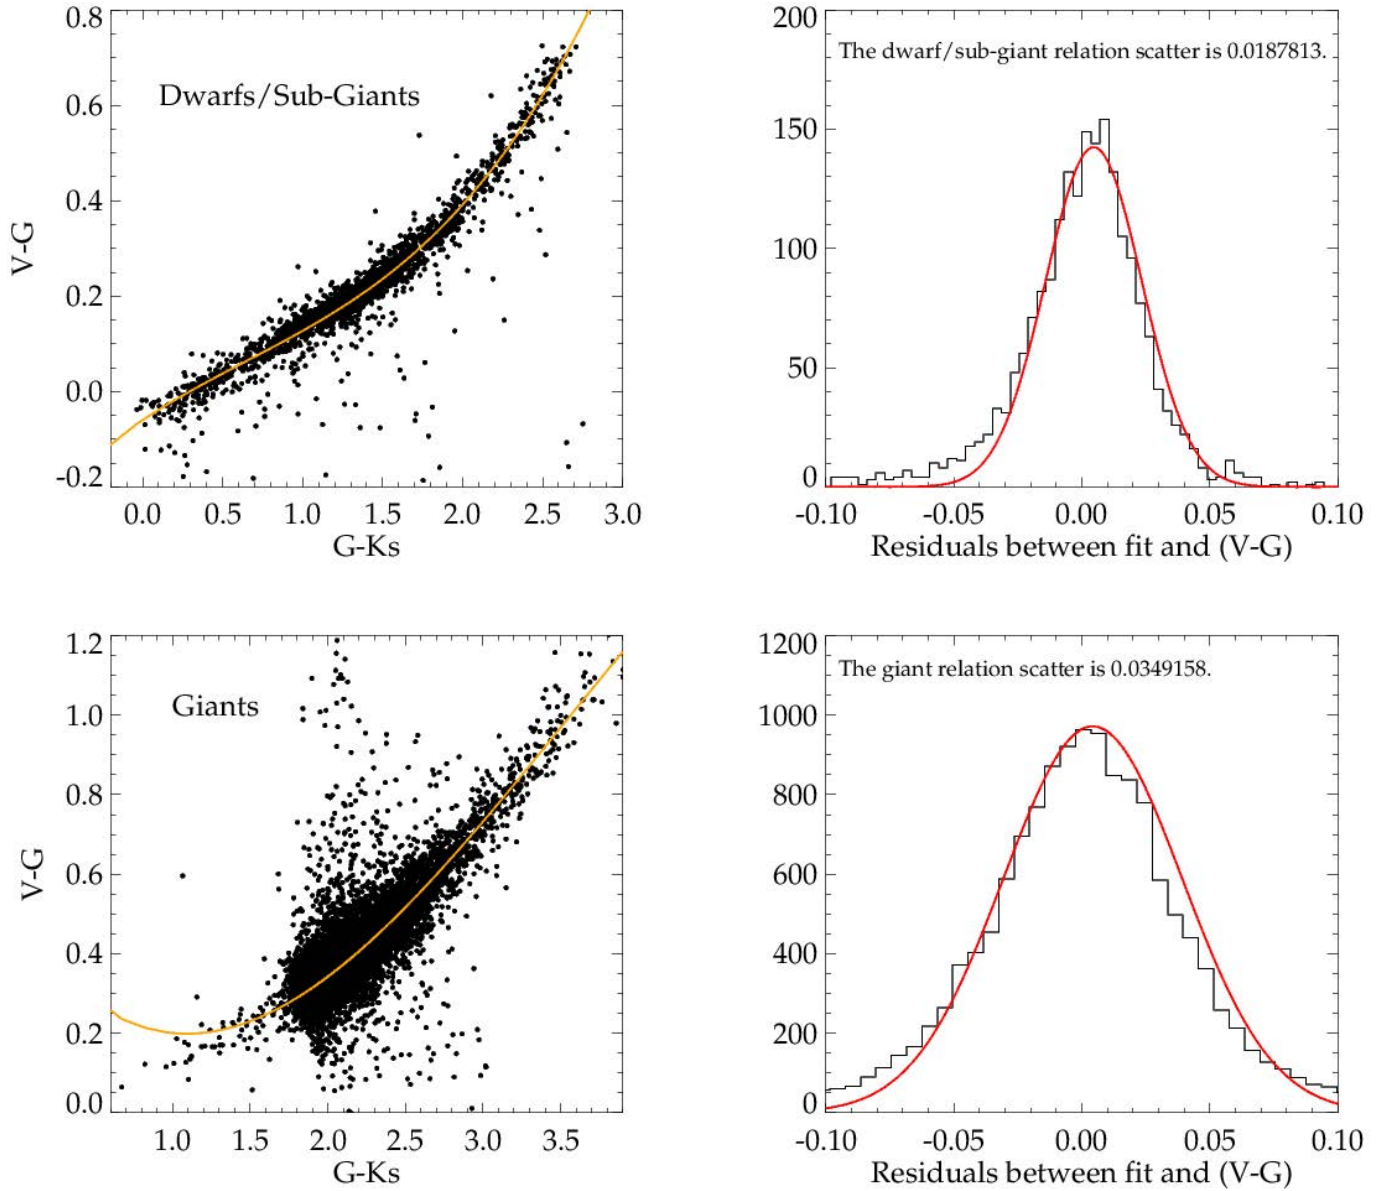 0.8
0.6
0.4
0.2
0.0
-0.2
V-G
Dwarfs/Sub-Giants
0.0 0.5 1.0 1.5 2.0 2.5 3.0
G-Ks
200
150
100
50
0
The dwarf/sub-giant relation scatter is 0.0187813.
-0.10 -0.05 0.00 0.05 0.10
Residuals between fit and (V-G)
1.2
1.0
0.8
0.6
0.4
0.2
0.0
V-G
Giants
1.0 1.5 2.0 2.5 3.0 3.5
G-Ks
1200
1000
800
600
400
200
0
The giant relation scatter is 0.0349158.
-0.10 -0.05 0.00 0.05 0.10
Residuals between fit and (V-G)